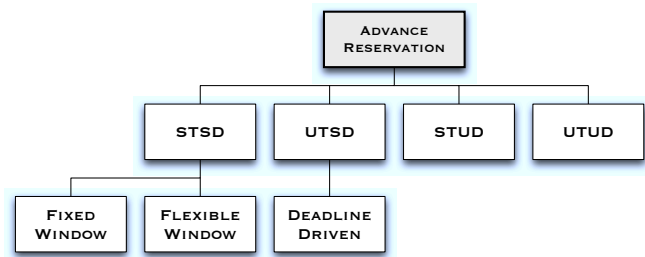 ADVANCE
RESERVATION
STSD
UTSD
STUD
UTUD
FIXED
WINDOW
FLEXIBLE
WINDOW
DEADLINE
DRIVEN